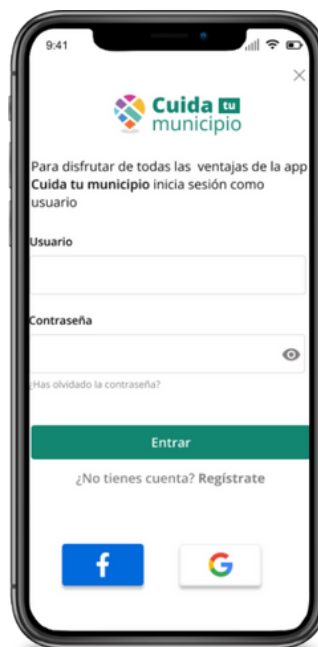 9:41
Cuida tu
municipio
Para disfrutar de todas las ventajas de la app
Cuida tu municipio inicia sesión como
usuario
Usuario
Contraseña
¿Has olvidado la contraseña?
Entrar
¿No tienes cuenta? Regístrate
f
G